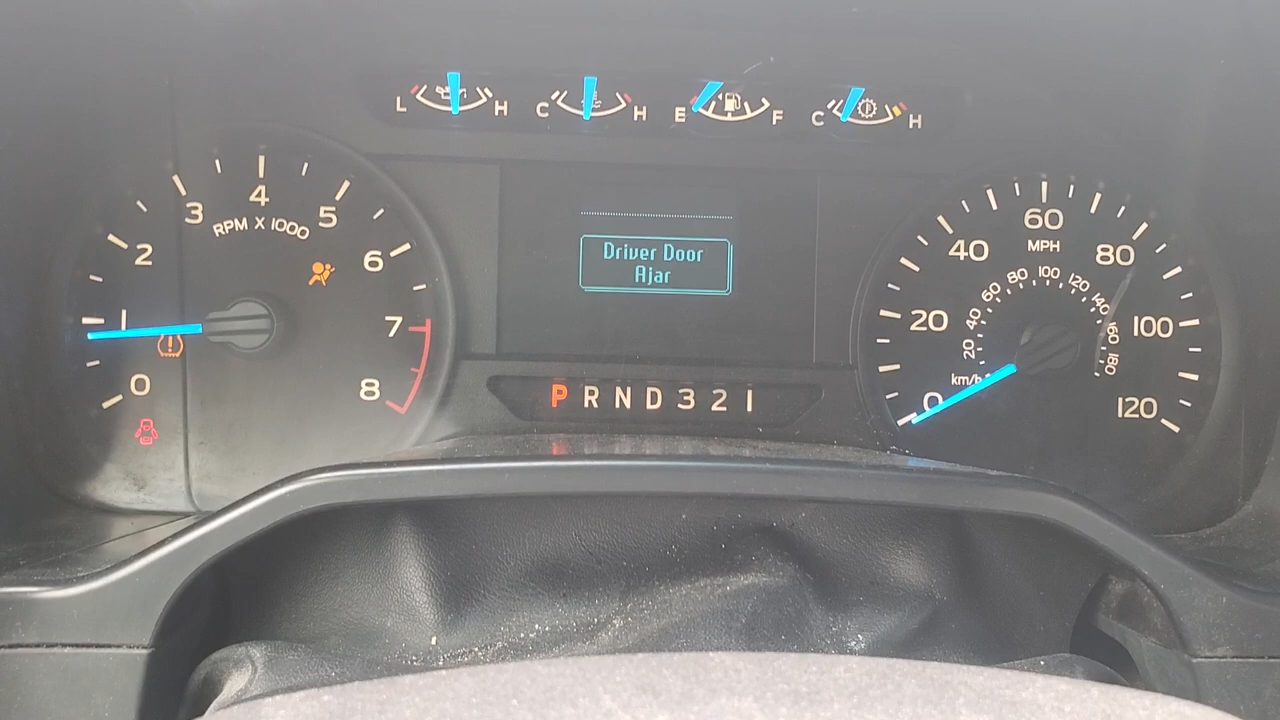 L H C H E F C H
0 1 2 3 4 5 6 7 8
RPM X 1000
Driver Door
Ajar
P R N D 3 2 1
0 20 40 60 80 100 120
MPH
20 40 60 80 100 120 140 160 180
km/h